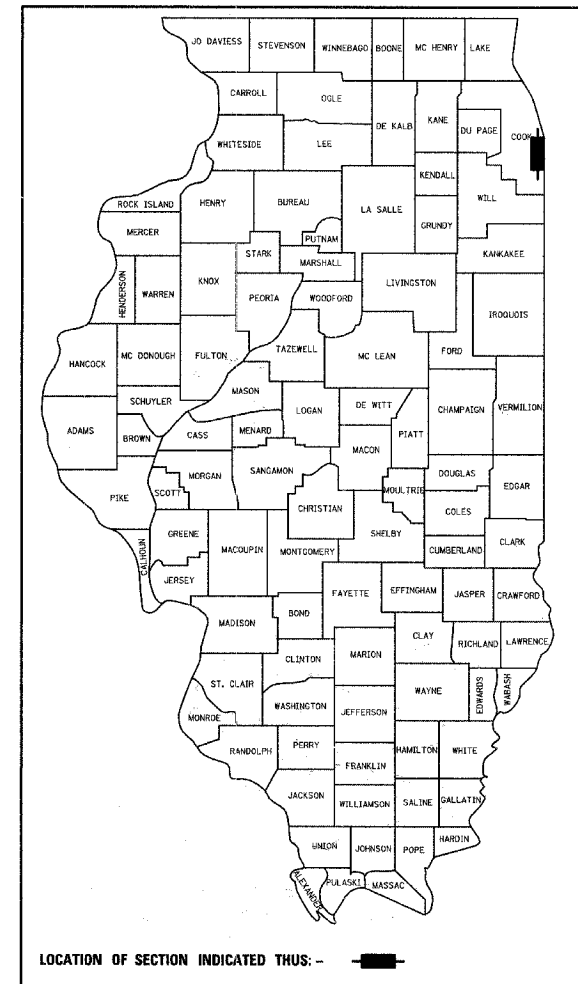 JO DAVIESS STEVENSON WINNEBAGO BOONE MC HENRY LAKE
CARROLL OGLE DE KALB KANE DU PAGE COOK
WHITESIDE LEE KENDALL WILL
ROCK ISLAND HENRY BUREAU LA SALLE GRUNDY
MERCER PUTNAM KANKAKEE
STARK MARSHALL
HENDERSON WARREN KNOX PEORIA WOODFORD LIVINGSTON IROQUOIS
HANCOCK MC DONOUGH FULTON TAZEWELL MC LEAN FORD
SCHUYLER MASON LOGAN DE WITT CHAMPAIGN VERMILION
ADAMS BROWN CASS MENARD MACON PIATT
PIKE SCOTT MORGAN SANGAMON MOULTRIE DOUGLAS EDGAR
CHRISTIAN COLES
CALHOUN GREENE MACOUPIN MONTGOMERY SHELBY CUMBERLAND CLARK
JERSEY FAYETTE EFFINGHAM JASPER CRAWFORD
MADISON BOND
CLAY RICHLAND LAWRENCE
CLINTON MARION
ST. CLAIR WAYNE EDWARDS WABASH
MONROE WASHINGTON JEFFERSON
RANDOLPH PERRY HAMILTON WHITE
FRANKLIN
JACKSON WILLIAMSON SALINE GALLATIN
UNION JOHNSON POPE HARDIN
ALEXANDER PULASKI MASSAC
LOCATION OF SECTION INDICATED THUS: -